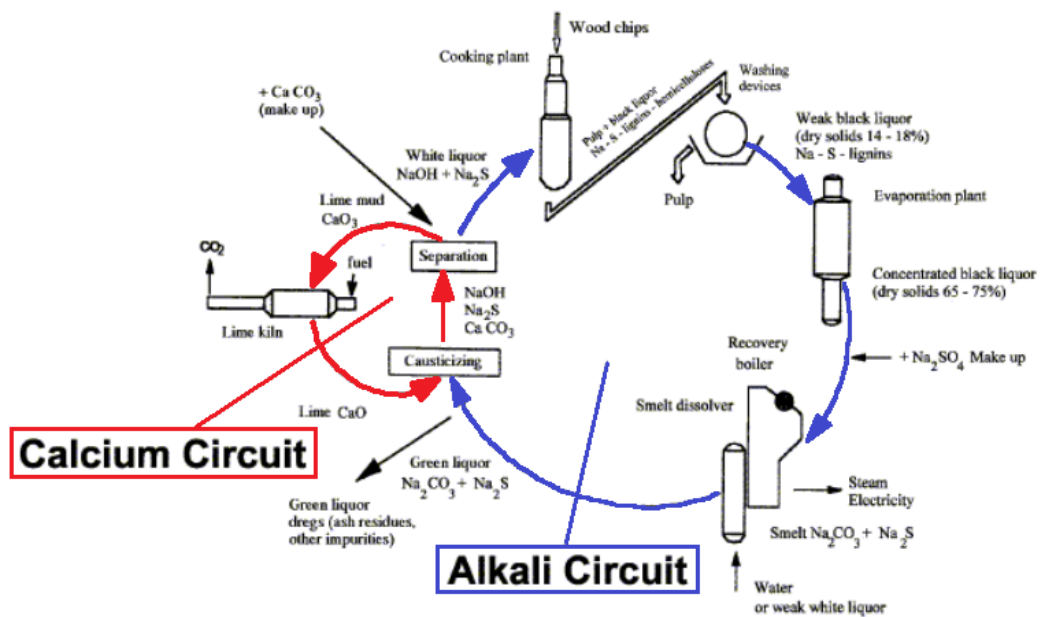 Wood chips
Cooking plant
Washing
devices
+ Ca CO₃
(make up)
Pulp + black liquor
Na - S - lignins - hemicelluloses
Weak black liquor
(dry solids 14 - 18%)
Na - S - lignins
White liquor
NaOH + Na₂S
Pulp
Evaporation plant
Lime mud
CaO₃
CO₂
fuel
Separation
Concentrated black liquor
(dry solids 65 - 75%)
NaOH
Na₂S
Ca CO₃
Lime kiln
Recovery
boiler
Causticizing
+ Na₂SO₄ Make up
Lime CaO
Smelt dissolver
Calcium Circuit
Green liquor
Na₂CO₃ + Na₂S
Steam
Electricity
Green liquor
dregs (ash residues,
other impurities)
Smelt Na₂CO₃ + Na₂S
Alkali Circuit
Water
or weak white liquor